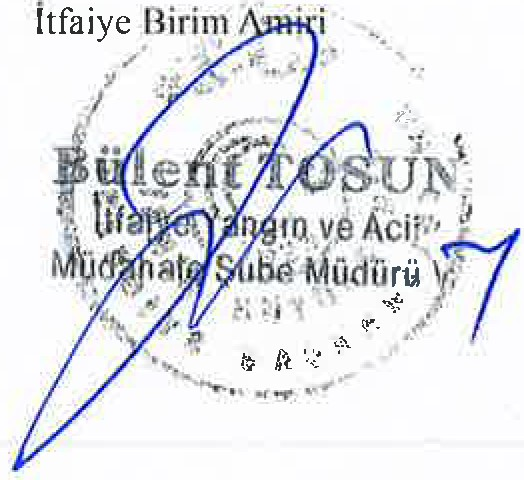 İtfaiye Birim Amiri
Bülent TOSUN
İtfaiye Yangın ve Acil
Müdahale Şube Müdürü V